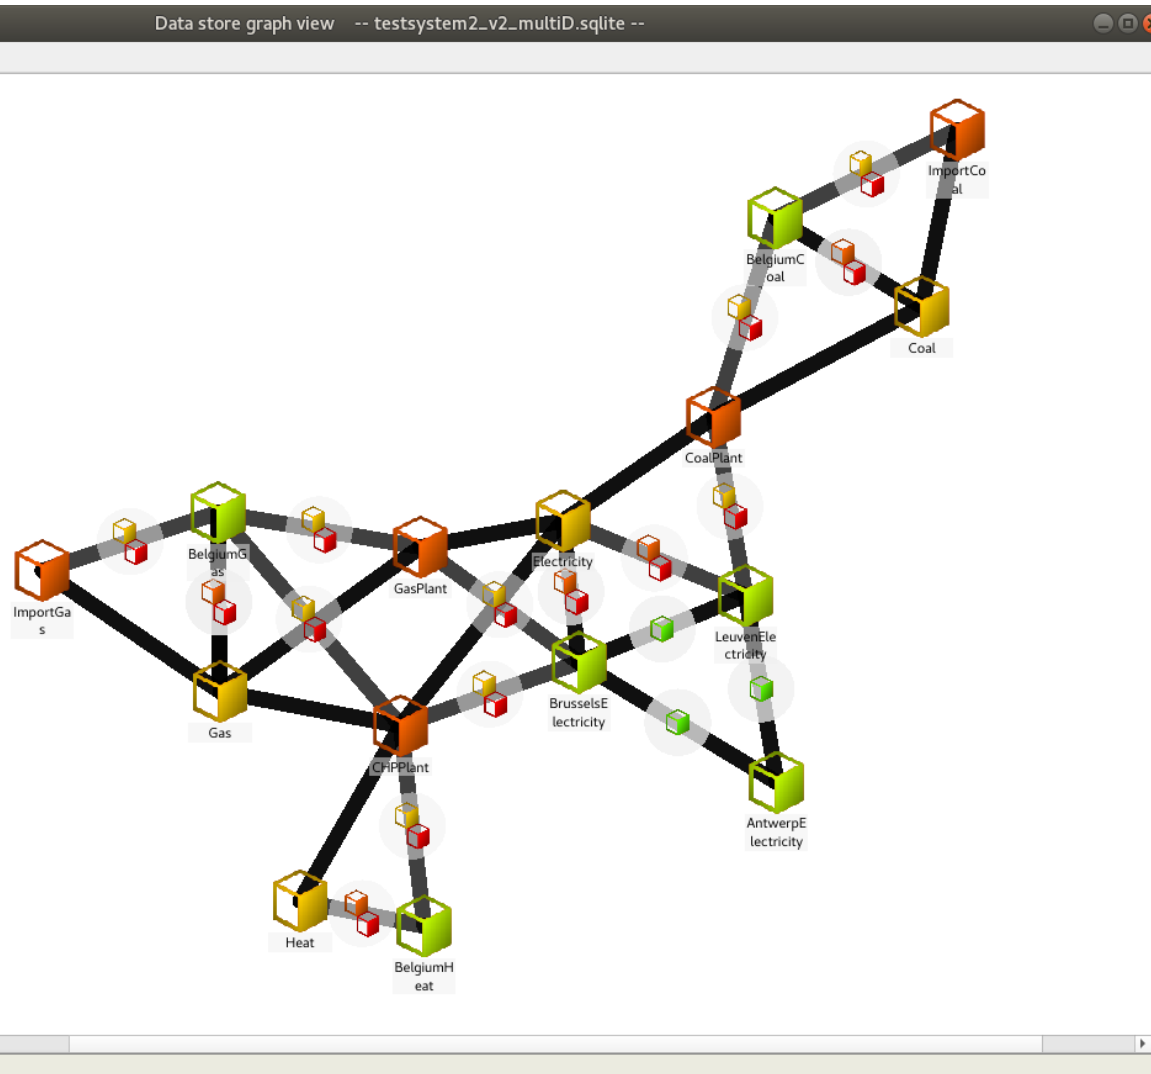 Data store graph view -- testsystem2_v2_multiD.sqlite --
ImportCo
al
BelgiumC
oal
Coal
CoalPlant
BelgiumG
as
Electricity
GasPlant
ImportGa
s
LeuvenEle
ctricity
BrusselsE
lectricity
Gas
CHPPlant
AntwerpE
lectricity
Heat
BelgiumH
eat